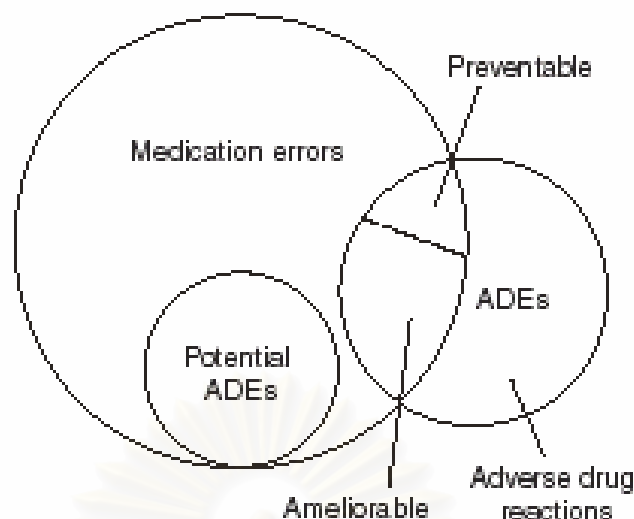 Preventable
Medication errors
ADEs
Potential
ADEs
Ameliorable
Adverse drug
reactions